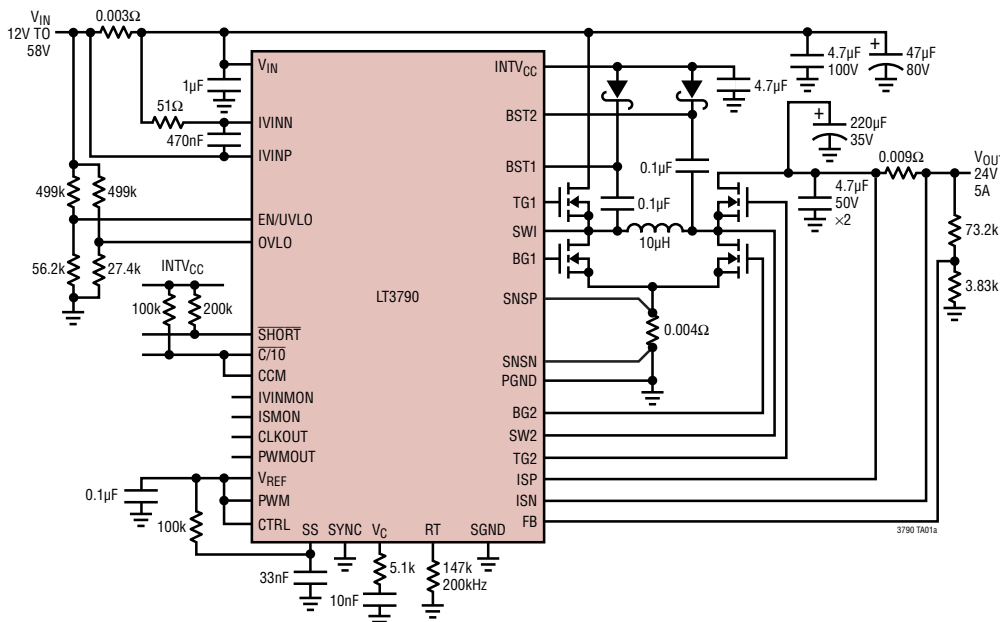 VIN
12V TO
58V
0.003Ω
VIN
1µF
51Ω
IVINN
470nF
IVINP
499k
499k
EN/UVLO
OVLO
56.2k
27.4k
INTVCC
100k
200k
SHORT
C/10
CCM
IVINMON
ISMON
CLKOUT
PWMOUT
VREF
0.1µF
PWM
100k
CTRL
SS
SYNC
VC
RT
SGND
33nF
5.1k
10nF
147k
200kHz
LT3790
INTVCC
4.7µF
BST2
BST1
0.1µF
TG1
0.1µF
SWI
10µH
BG1
SNSP
0.004Ω
SNSN
PGND
BG2
SW2
TG2
ISP
ISN
FB
4.7µF
100V
+
47µF
80V
+
220µF
35V
0.009Ω
VOUT
24V
5A
4.7µF
50V
×2
73.2k
3.83k
3790 TA01a